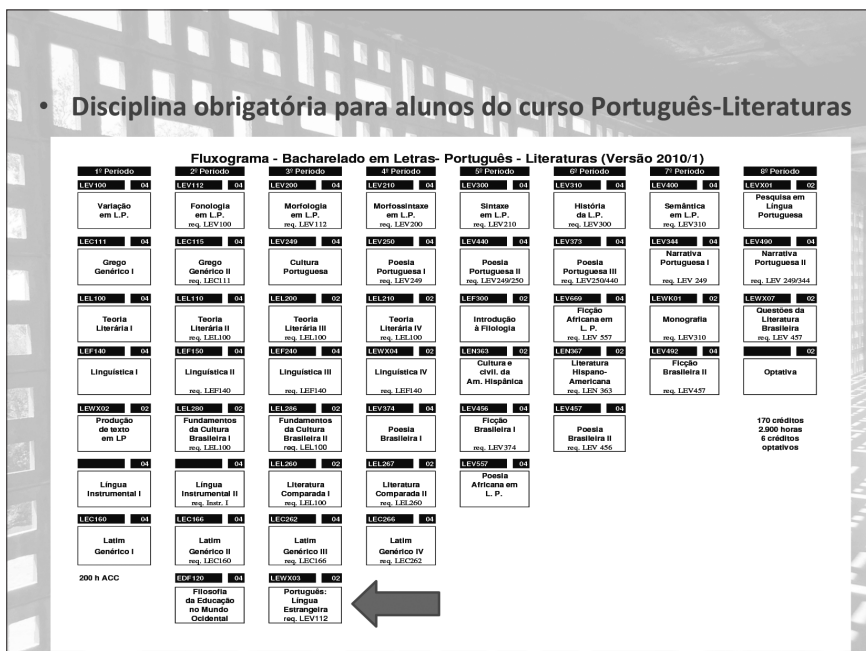 • Disciplina obrigatória para alunos do curso Português-Literaturas
Fluxograma - Bacharelado em Letras- Português - Literaturas (Versão 2010/1)
1º Período 2º Período 3º Período 4º Período 5º Período 6º Período 7º Período 8º Período
LEV100 04 LEV112 04 LEV200 04 LEV210 04 LEV300 04 LEV310 04 LEV400 04 LEVX01 02
Variação
em L.P.
Fonologia
em L.P.
req. LEV100
Morfologia
em L.P.
req. LEV112
Morfossintaxe
em L.P.
req. LEV200
Sintaxe
em L.P.
req. LEV210
História
da L.P.
req. LEV300
Semântica
em L.P.
req. LEV310
Pesquisa em
Língua
Portuguesa
LEC111 04 LEC115 04 LEV249 04 LEV250 04 LEV440 04 LEV373 04 LEV344 04 LEV490 04
Grego
Genérico I
Grego
Genérico II
req. LEC111
Cultura
Portuguesa
Poesia
Portuguesa I
req. LEV249
Poesia
Portuguesa II
req. LEV249/250
Poesia
Portuguesa III
req. LEV250/440
Narrativa
Portuguesa I
req. LEV 249
Narrativa
Portuguesa II
req. LEV 249/344
LEL100 04 LEL110 04 LEL200 02 LEL210 02 LEF300 02 LEV669 04 LEWK01 02 LEWX07 02
Teoria
Literária I
Teoria
Literária II
req. LEL100
Teoria
Literária III
req. LEL100
Teoria
Literária IV
req. LEL100
Introdução
à Filologia
Ficção
Africana em
L. P.
req. LEV 557
Monografia
req. LEV310
Questões da
Literatura
Brasileira
req. LEV 457
LEF140 04 LEF150 04 LEF240 04 LEWX04 02 LEN363 02 LEN367 02 LEV492 04 02
Linguística I
Linguística II
req. LEF140
Linguística III
req. LEF140
Linguística IV
req. LEF140
Cultura e
civil. da
Am. Hispânica
Literatura
Hispano-
Americana
req. LEN 363
Ficção
Brasileira II
req. LEV457
Optativa
LEWX02 02 LEL280 02 LEL286 02 LEV374 04 LEV456 04 LEV457 04
Produção
de texto
em LP
Fundamentos
da Cultura
Brasileira I
req. LEL100
Fundamentos
da Cultura
Brasileira II
req. LEL100
Poesia
Brasileira I
Ficção
Brasileira I
req. LEV374
Poesia
Brasileira II
req. LEV 456
170 créditos
2.900 horas
6 créditos
optativos
04 04 LEL260 02 LEL267 02 LEV557 04
Língua
Instrumental I
Língua
Instrumental II
req. Instr. I
Literatura
Comparada I
req. LEL100
Literatura
Comparada II
req. LEL260
Poesia
Africana em
L. P.
LEC160 04 LEC166 04 LEC262 04 LEC266 04
Latim
Genérico I
Latim
Genérico II
req. LEC160
Latim
Genérico III
req. LEC166
Latim
Genérico IV
req. LEC262
200 h ACC EDF120 04 LEWX03 02
Filosofia
da Educação
no Mundo
Ocidental
Português:
Língua
Estrangeira
req. LEV112